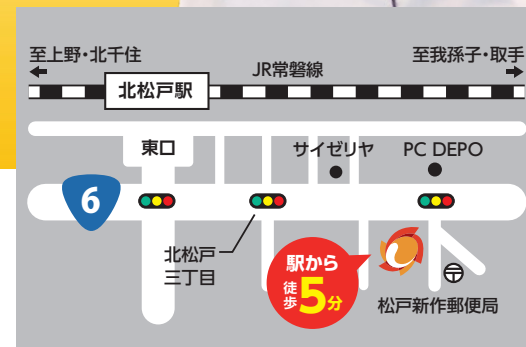 至上野・北千住
至我孫子・取手
JR常磐線
北松戸駅
東口
サイゼリヤ
PC DEPO
6
北松戸
三丁目
駅から
徒歩5分
松戸新作郵便局